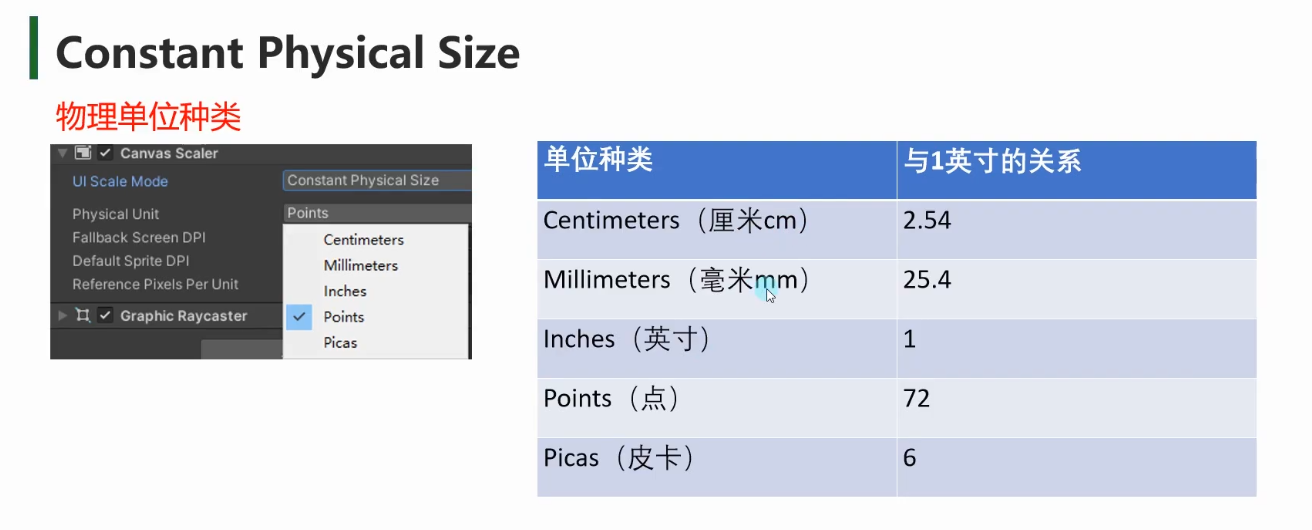 Constant Physical Size
物理单位种类
Canvas Scaler
UI Scale Mode Constant Physical Size
Physical Unit Points
Fallback Screen DPI
Default Sprite DPI
Reference Pixels Per Unit
Graphic Raycaster
Centimeters
Millimeters
Inches
Points
Picas
单位种类 与1英寸的关系
Centimeters（厘米cm） 2.54
Millimeters（毫米mm） 25.4
Inches（英寸） 1
Points（点） 72
Picas（皮卡） 6